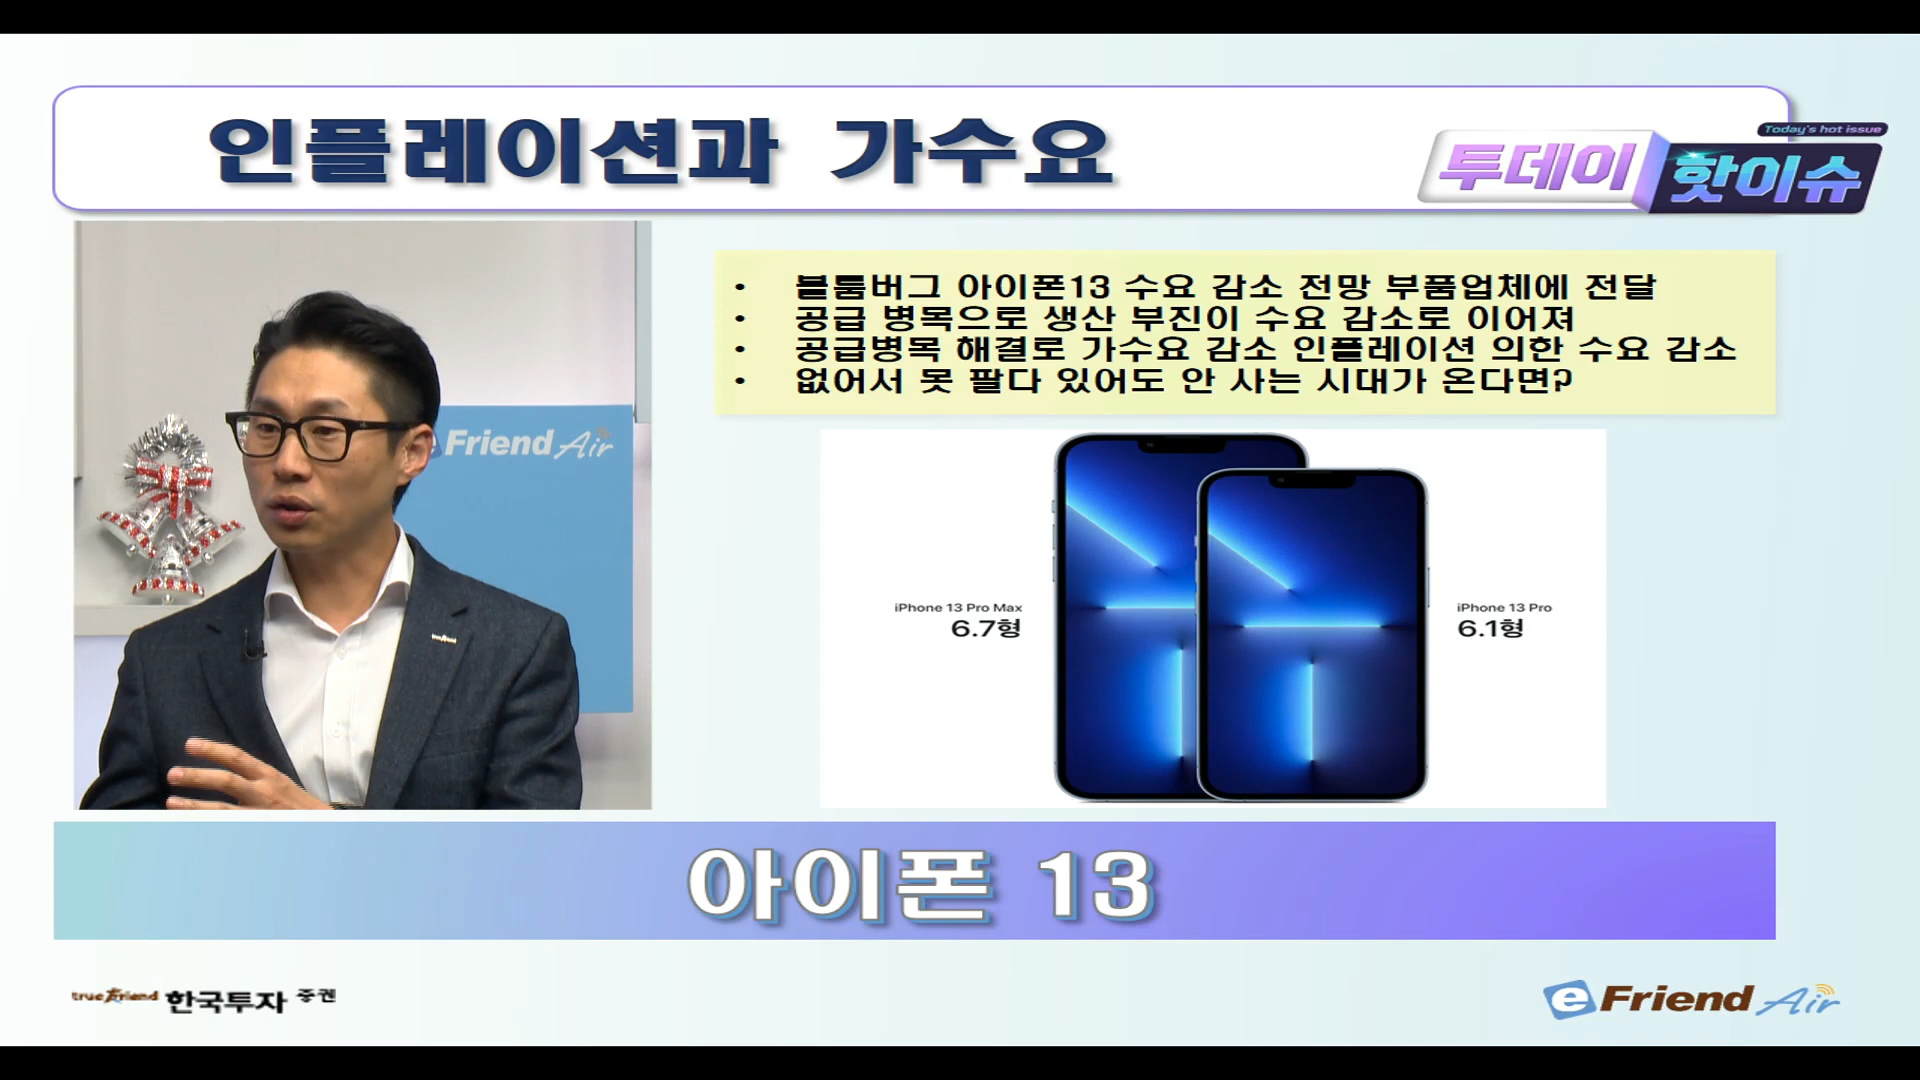 인플레이션과 가수요
Today's hot issue
투데이 핫이슈
• 블룸버그 아이폰13 수요 감소 전망 부품업체에 전달
• 공급 병목으로 생산 부진이 수요 감소로 이어져
• 공급병목 해결로 가수요 감소 인플레이션 의한 수요 감소
• 없어서 못 팔다 있어도 안 사는 시대가 온다면?
eFriend Air
iPhone 13 Pro Max
6.7형
iPhone 13 Pro
6.1형
아이폰 13
true friend 한국투자 증권
eFriend Air